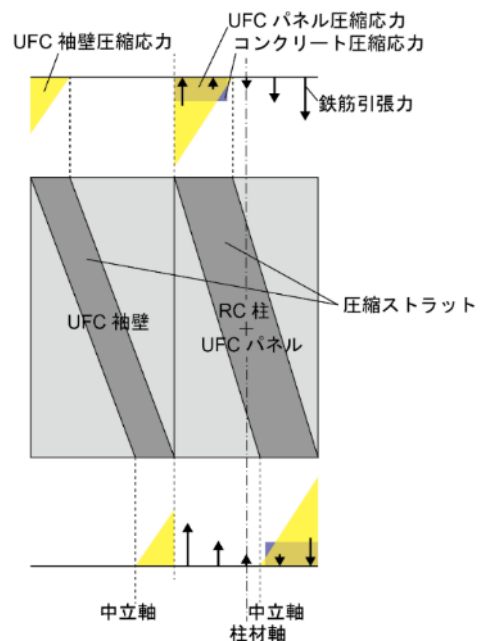 UFC パネル圧縮応力
UFC 袖壁圧縮応力
コンクリート圧縮応力
鉄筋引張力
圧縮ストラット
RC 柱
+
UFC 袖壁
UFC パネル
中立軸
中立軸
柱材軸